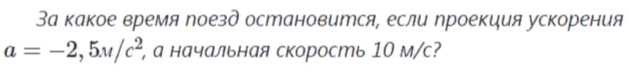 За какое время поезд остановится, если проекция ускорения
a = −2, 5м/с², а начальная скорость 10 м/с?